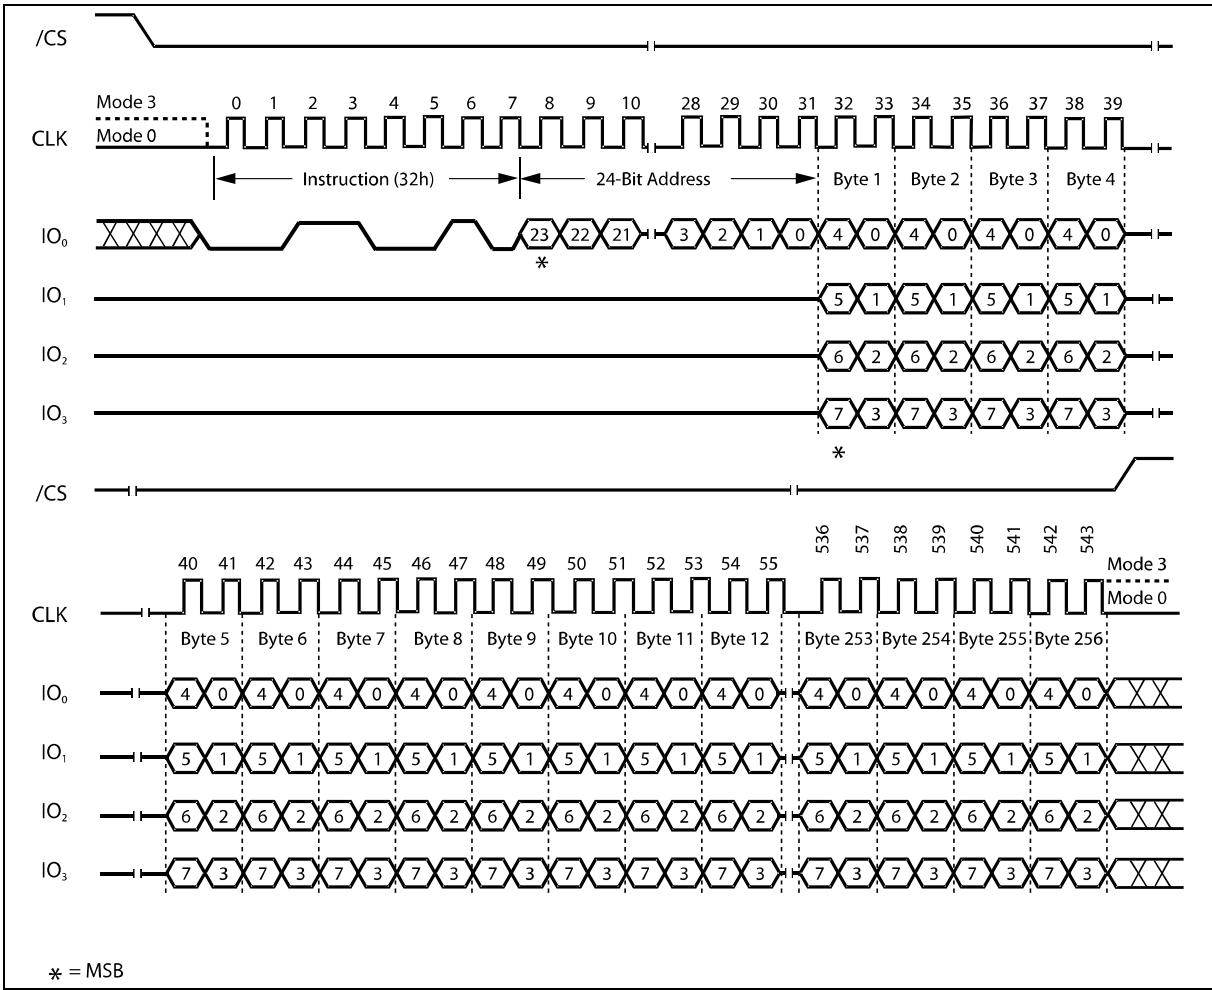 /CS
Mode 3
0 1 2 3 4 5 6 7 8 9 10 28 29 30 31 32 33 34 35 36 37 38 39
CLK
Mode 0
Instruction (32h) 24-Bit Address Byte 1 Byte 2 Byte 3 Byte 4
IO₀ 23 22 21 3 2 1 0 4 0 4 0 4 0 4 0
*
IO₁ 5 1 5 1 5 1 5 1
IO₂ 6 2 6 2 6 2 6 2
IO₃ 7 3 7 3 7 3 7 3
*
/CS
40 41 42 43 44 45 46 47 48 49 50 51 52 53 54 55 536 537 538 539 540 541 542 543
Mode 3
CLK
Mode 0
Byte 5 Byte 6 Byte 7 Byte 8 Byte 9 Byte 10 Byte 11 Byte 12 Byte 253 Byte 254 Byte 255 Byte 256
IO₀ 4 0 4 0 4 0 4 0 4 0 4 0 4 0 4 0 4 0 4 0 4 0 4 0
IO₁ 5 1 5 1 5 1 5 1 5 1 5 1 5 1 5 1 5 1 5 1 5 1 5 1
IO₂ 6 2 6 2 6 2 6 2 6 2 6 2 6 2 6 2 6 2 6 2 6 2 6 2
IO₃ 7 3 7 3 7 3 7 3 7 3 7 3 7 3 7 3 7 3 7 3 7 3 7 3
* = MSB